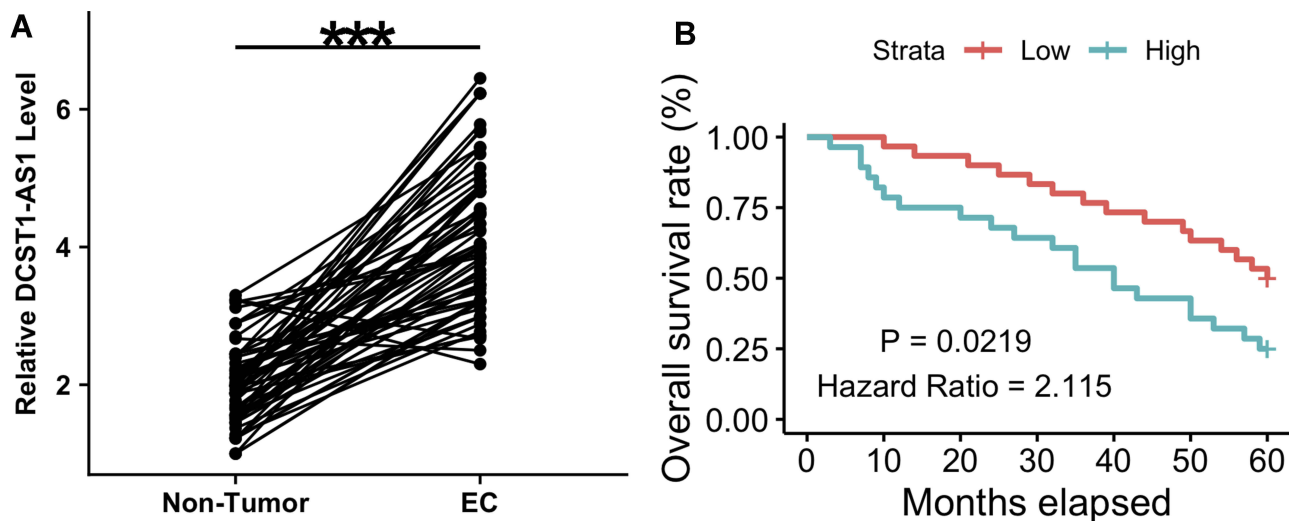 A
***
Relative DCST1-AS1 Level
6
4
2
Non-Tumor EC
B
Strata Low High
Overall survival rate (%)
1.00
0.75
0.50
0.25
0.00
P = 0.0219
Hazard Ratio = 2.115
0 10 20 30 40 50 60
Months elapsed